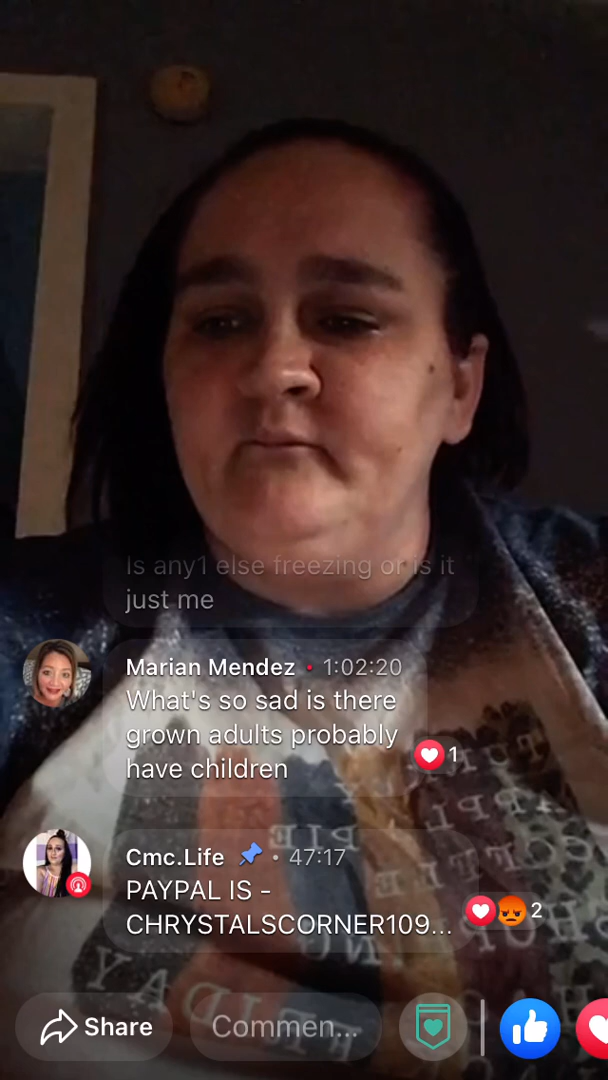 Is any1 else freezing or is it
just me
Marian Mendez • 1:02:20
What's so sad is there
grown adults probably
have children
1
Cmc.Life • 47:17
PAYPAL IS -
CHRYSTALSCORNER109...
2
Share
Commen...